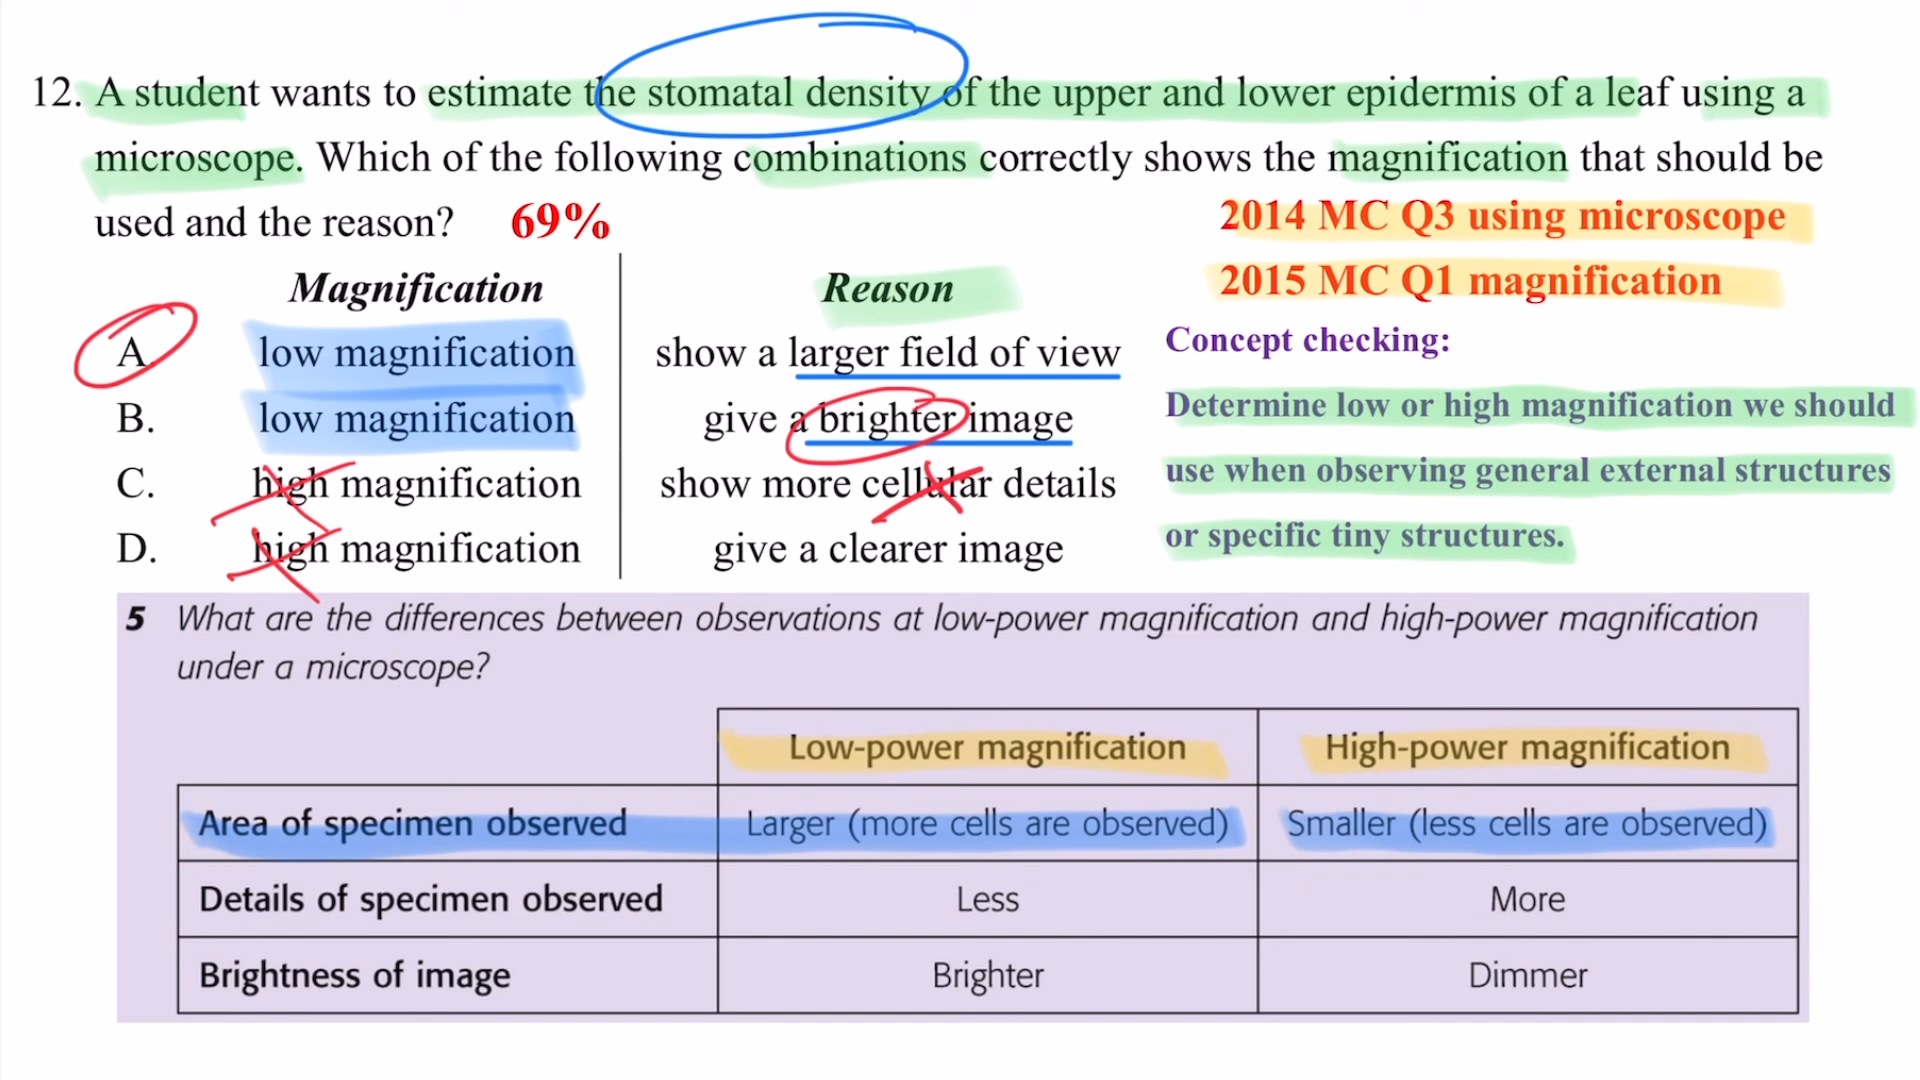 12. A student wants to estimate the stomatal density of the upper and lower epidermis of a leaf using a
microscope. Which of the following combinations correctly shows the magnification that should be
used and the reason? 69%
2014 MC Q3 using microscope
2015 MC Q1 magnification
Magnification Reason
A low magnification show a larger field of view
B. low magnification give a brighter image
C. high magnification show more cellular details
D. high magnification give a clearer image
Concept checking:
Determine low or high magnification we should
use when observing general external structures
or specific tiny structures.
5 What are the differences between observations at low-power magnification and high-power magnification
under a microscope?
Low-power magnification High-power magnification
Area of specimen observed Larger (more cells are observed) Smaller (less cells are observed)
Details of specimen observed Less More
Brightness of image Brighter Dimmer